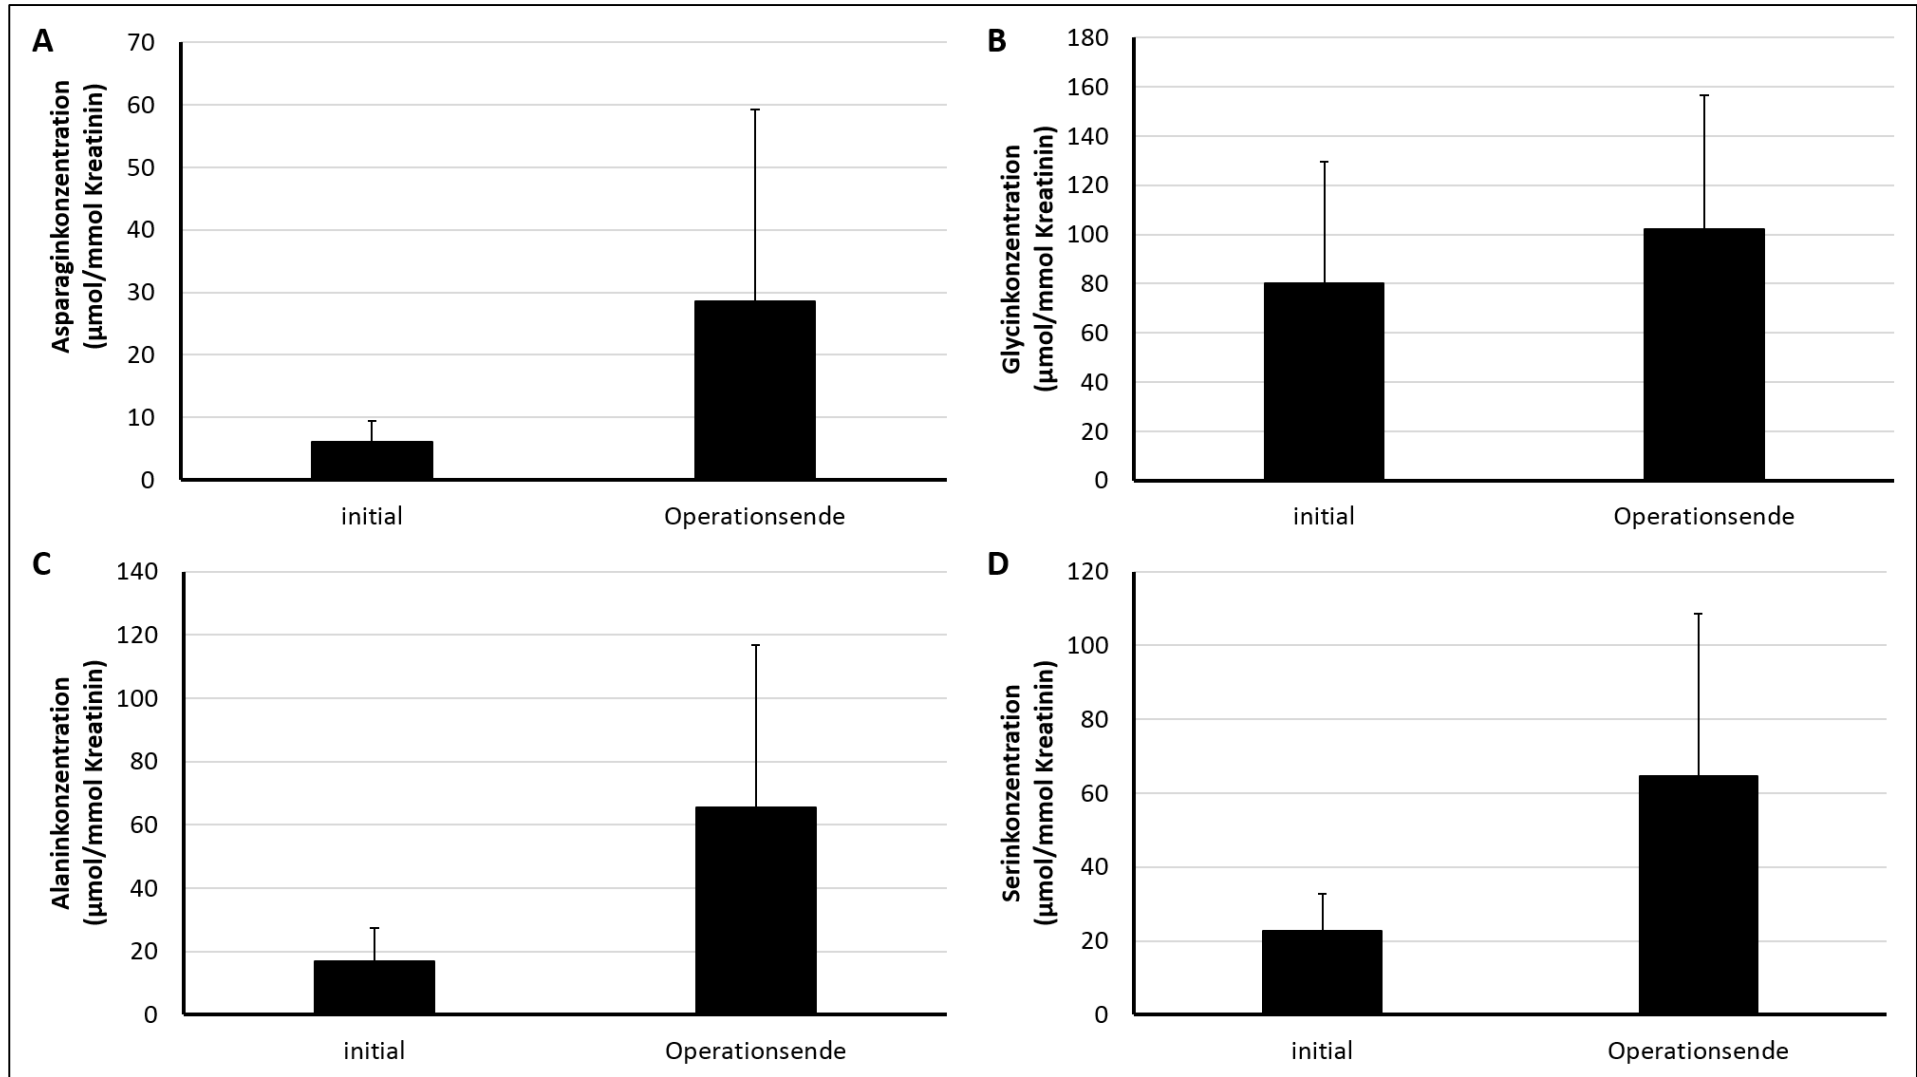 A
Asparaginkonzentration
(µmol/mmol Kreatinin)
70
60
50
40
30
20
10
0
initial Operationsende
B
Glycinkonzentration
(µmol/mmol Kreatinin)
180
160
140
120
100
80
60
40
20
0
initial Operationsende
C
Alaninkonzentration
(µmol/mmol Kreatinin)
140
120
100
80
60
40
20
0
initial Operationsende
D
Serinkonzentration
(µmol/mmol Kreatinin)
120
100
80
60
40
20
0
initial Operationsende